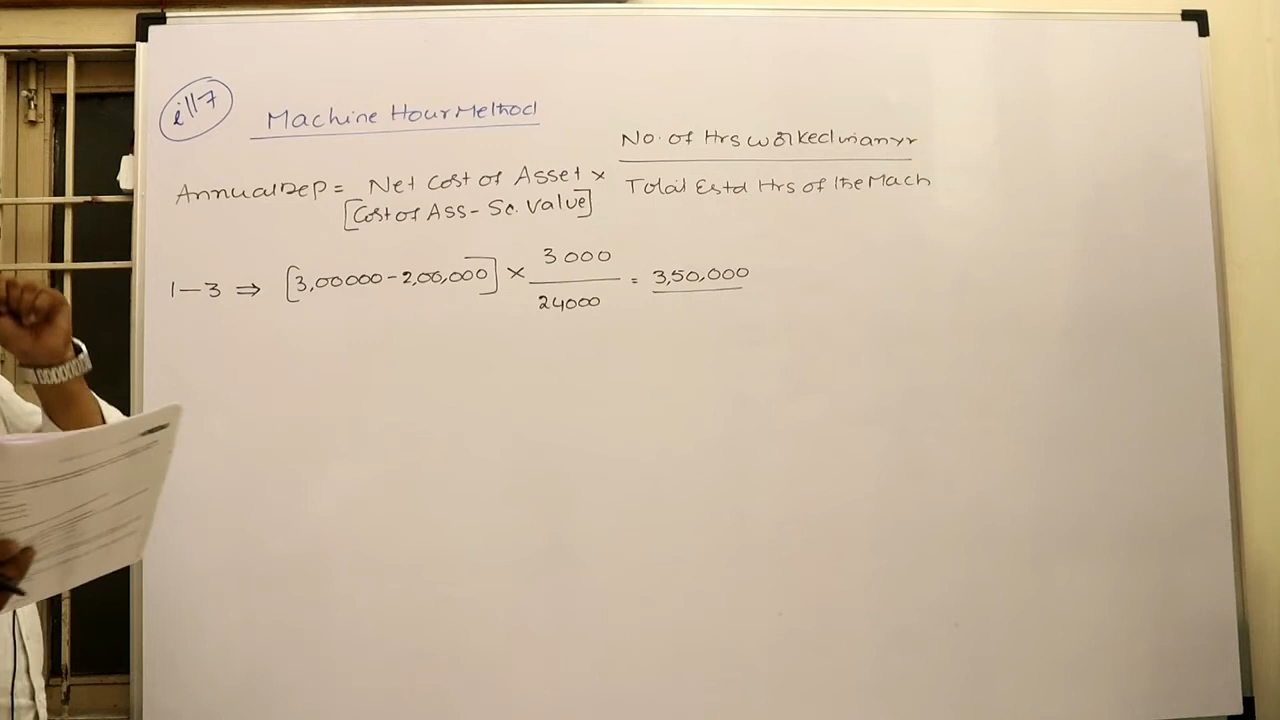 ill7
Machine Hour Method
Annual Dep = Net Cost of Asset × No. of Hrs worked in an yr
Total Estd Hrs of the Mach
[Cost of Ass - Sc. Value]
1-3 ⇒ [3,00000 - 2,00,000] × 3000 = 3,50,000
24000